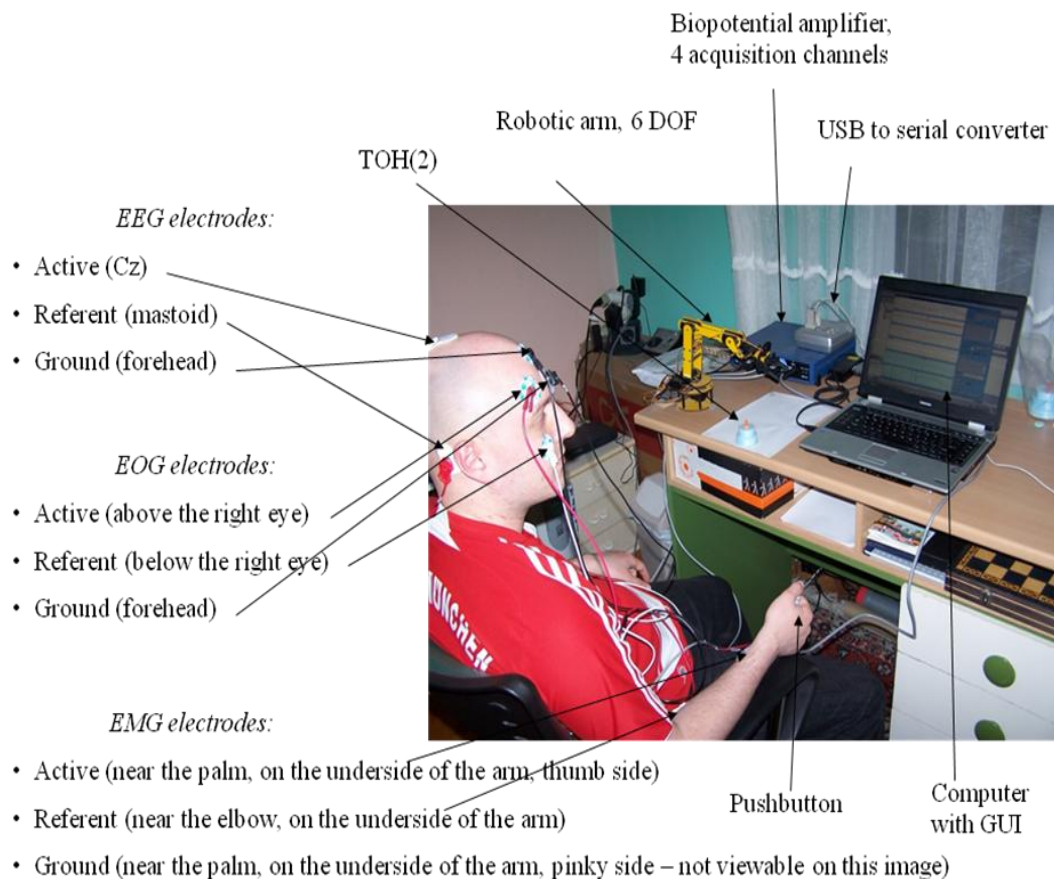 Biopotential amplifier,
4 acquisition channels
Robotic arm, 6 DOF
USB to serial converter
TOH(2)
EEG electrodes:
• Active (Cz)
• Referent (mastoid)
• Ground (forehead)
EOG electrodes:
• Active (above the right eye)
• Referent (below the right eye)
• Ground (forehead)
MÜNCHEN
EMG electrodes:
• Active (near the palm, on the underside of the arm, thumb side)
• Referent (near the elbow, on the underside of the arm)
• Ground (near the palm, on the underside of the arm, pinky side – not viewable on this image)
Pushbutton
Computer
with GUI